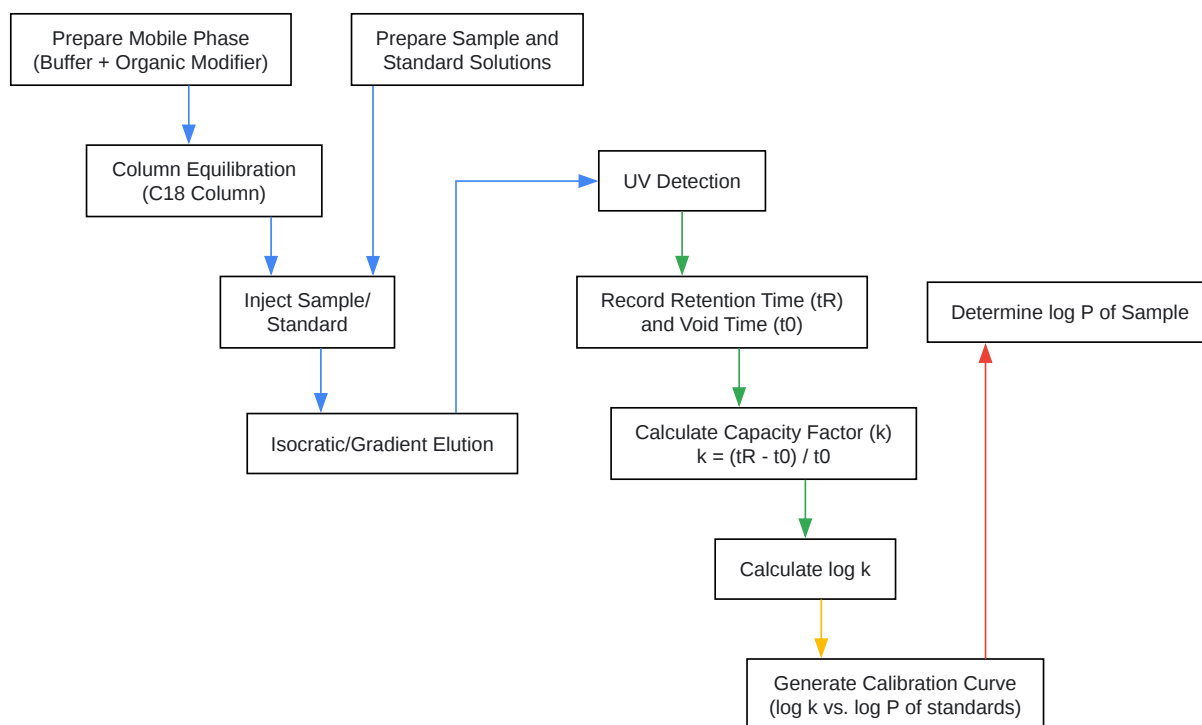 Prepare Mobile Phase
(Buffer + Organic Modifier)
Prepare Sample and
Standard Solutions
Column Equilibration
(C18 Column)
UV Detection
Inject Sample/
Standard
Record Retention Time (tR)
and Void Time (t0)
Determine log P of Sample
Isocratic/Gradient Elution
Calculate Capacity Factor (k)
k = (tR - t0) / t0
Calculate log k
Generate Calibration Curve
(log k vs. log P of standards)